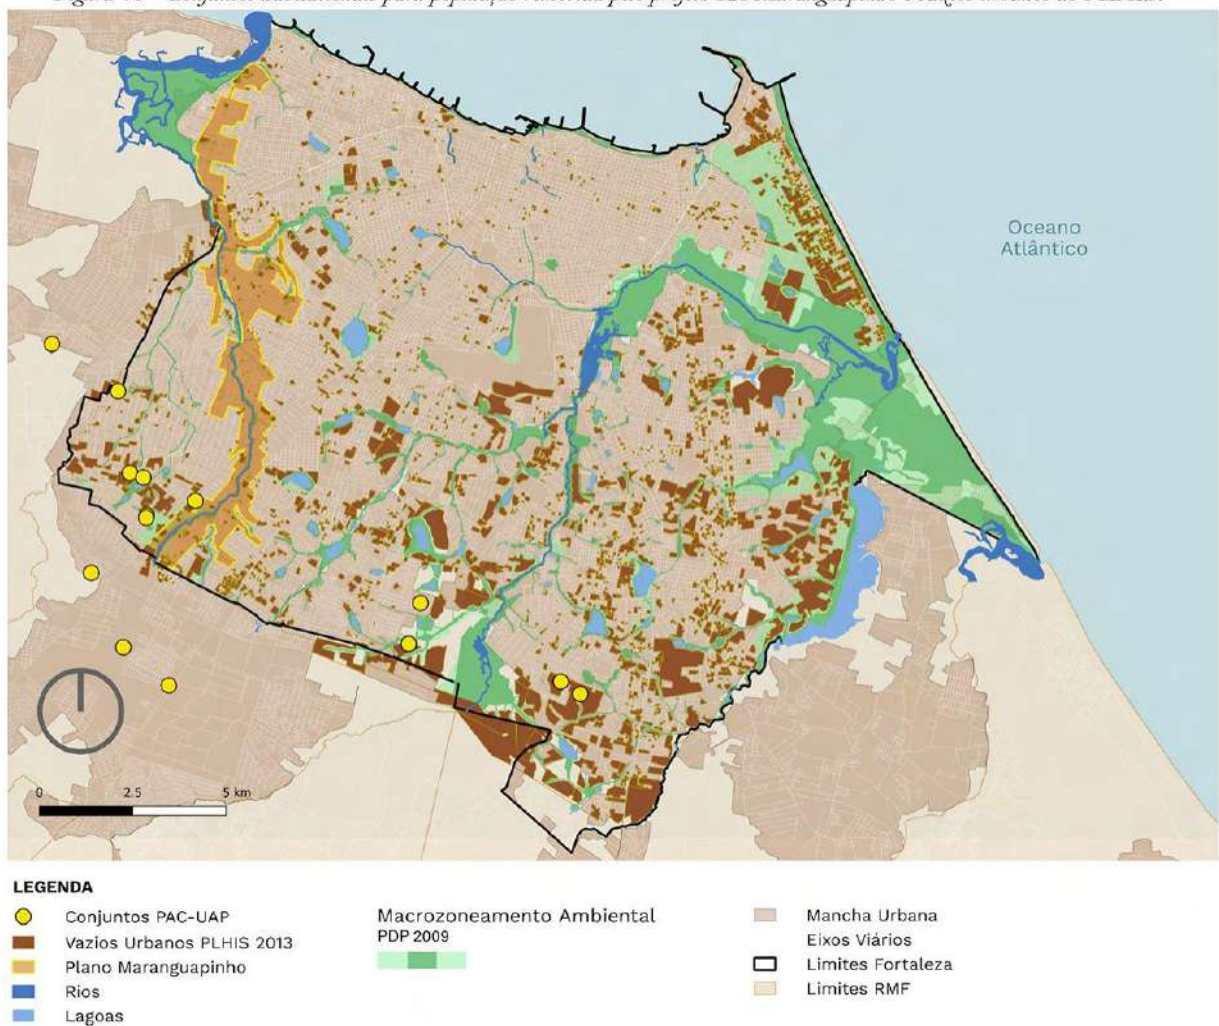 Oceano
Atlântico
0 2.5 5 km
LEGENDA
Conjuntos PAC-UAP
Vazios Urbanos PLHIS 2013
Plano Maranguapinho
Rios
Lagoas
Macrozoneamento Ambiental
PDP 2009
Mancha Urbana
Eixos Viários
Limites Fortaleza
Limites RMF